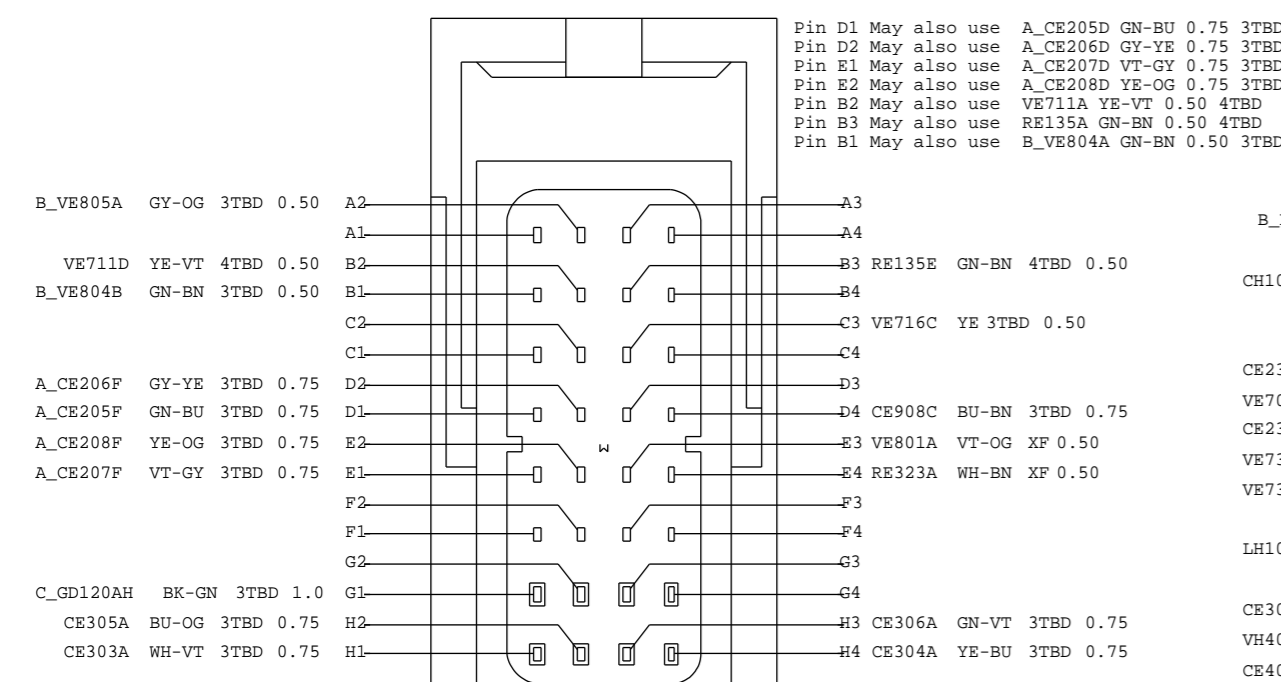 Pin D1 May also use A_CE205D GN-BU 0.75 3TBD
Pin D2 May also use A_CE206D GY-YE 0.75 3TBD
Pin E1 May also use A_CE207D VT-GY 0.75 3TBD
Pin E2 May also use A_CE208D YE-OG 0.75 3TBD
Pin B2 May also use VE711A YE-VT 0.50 4TBD
Pin B3 May also use RE135A GN-BN 0.50 4TBD
Pin B1 May also use B_VE804A GN-BN 0.50 3TBD
B_VE805A GY-OG 3TBD 0.50 A2 A3
A1 A4
VE711D YE-VT 4TBD 0.50 B2 B3 RE135E GN-BN 4TBD 0.50
B_VE804B GN-BN 3TBD 0.50 B1 B4
CH10
C2 C3 VE716C YE 3TBD 0.50
C1 C4
CE23
A_CE206F GY-YE 3TBD 0.75 D2 D3
VE70
A_CE205F GN-BU 3TBD 0.75 D1 D4 CE908C BU-BN 3TBD 0.75
CE23
A_CE208F YE-OG 3TBD 0.75 E2 E3 VE801A VT-OG XF 0.50
VE73
A_CE207F VT-GY 3TBD 0.75 E1 E4 RE323A WH-BN XF 0.50
VE73
F2 F3
F1 F4
LH10
G2 G3
C_GD120AH BK-GN 3TBD 1.0 G1 G4
CE30
CE305A BU-OG 3TBD 0.75 H2 H3 CE306A GN-VT 3TBD 0.75
VH40
CE303A WH-VT 3TBD 0.75 H1 H4 CE304A YE-BU 3TBD 0.75
CE40